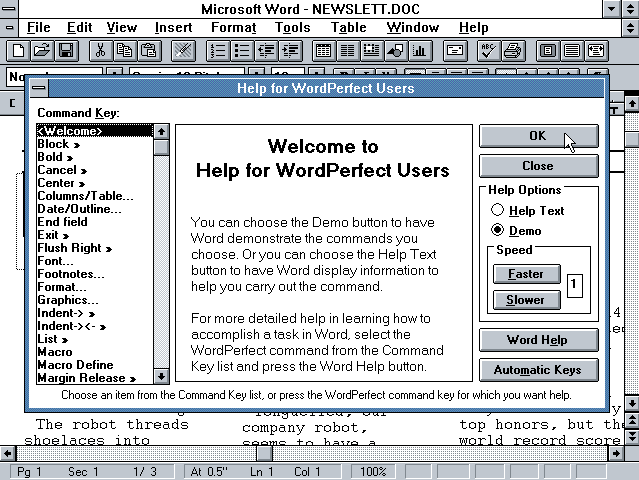 Microsoft Word - NEWSLETT.DOC
File Edit View Insert Format Tools Table Window Help
Help for WordPerfect Users
Command Key:
<Welcome>
Block »
Bold »
Cancel »
Center »
Columns/Table...
Date/Outline...
End field
Exit »
Flush Right »
Font...
Footnotes...
Format...
Graphics...
Indent-> »
Indent-><- »
List »
Macro
Macro Define
Margin Release »
Welcome to
Help for WordPerfect Users
You can choose the Demo button to have
Word demonstrate the commands you
choose. Or you can choose the Help Text
button to have Word display information to
help you carry out the command.
For more detailed help in learning how to
accomplish a task in Word, select the
WordPerfect command from the Command
Key list and press the Word Help button.
OK
Close
Help Options
Help Text
Demo
Speed
Faster
Slower
1
Word Help
Automatic Keys
Choose an item from the Command Key list, or press the WordPerfect command key for which you want help.
The robot threads
shoelaces into
company robot,
seems to have a
top honors, but the
world record score
Pg 1 Sec 1 1/ 3 At 0.5" Ln 1 Col 1 100%